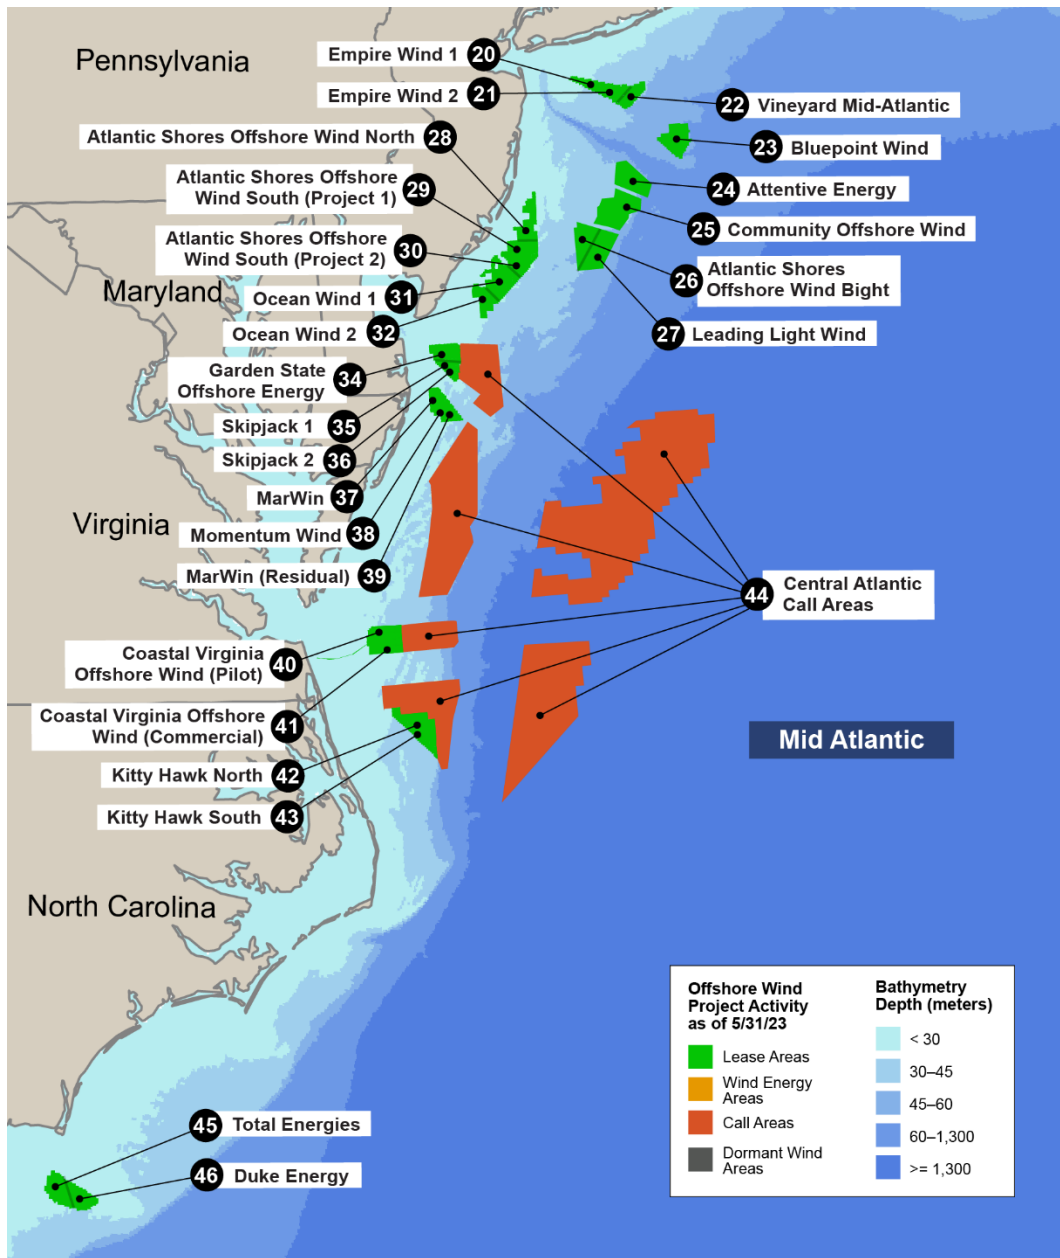 Pennsylvania
Empire Wind 1 20
Empire Wind 2 21
22 Vineyard Mid-Atlantic
Atlantic Shores Offshore Wind North 28
23 Bluepoint Wind
Atlantic Shores Offshore
Wind South (Project 1) 29
24 Attentive Energy
25 Community Offshore Wind
Atlantic Shores Offshore
Wind South (Project 2) 30
26 Atlantic Shores
Offshore Wind Bight
Maryland
Ocean Wind 1 31
Ocean Wind 2 32
27 Leading Light Wind
Garden State
Offshore Energy 34
Skipjack 1 35
Skipjack 2 36
MarWin 37
Virginia
Momentum Wind 38
MarWin (Residual) 39
44 Central Atlantic
Call Areas
Coastal Virginia
Offshore Wind (Pilot) 40
Coastal Virginia Offshore
Wind (Commercial) 41
Mid Atlantic
Kitty Hawk North 42
Kitty Hawk South 43
North Carolina
45 Total Energies
46 Duke Energy
Offshore Wind
Project Activity
as of 5/31/23
Lease Areas
Wind Energy
Areas
Call Areas
Dormant Wind
Areas
Bathymetry
Depth (meters)
< 30
30–45
45–60
60–1,300
>= 1,300